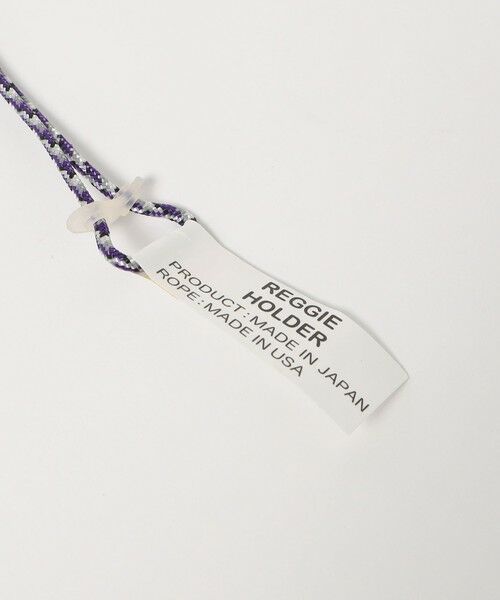 REGGIE
HOLDER
PRODUCT:MADE IN JAPAN
ROPE:MADE IN USA